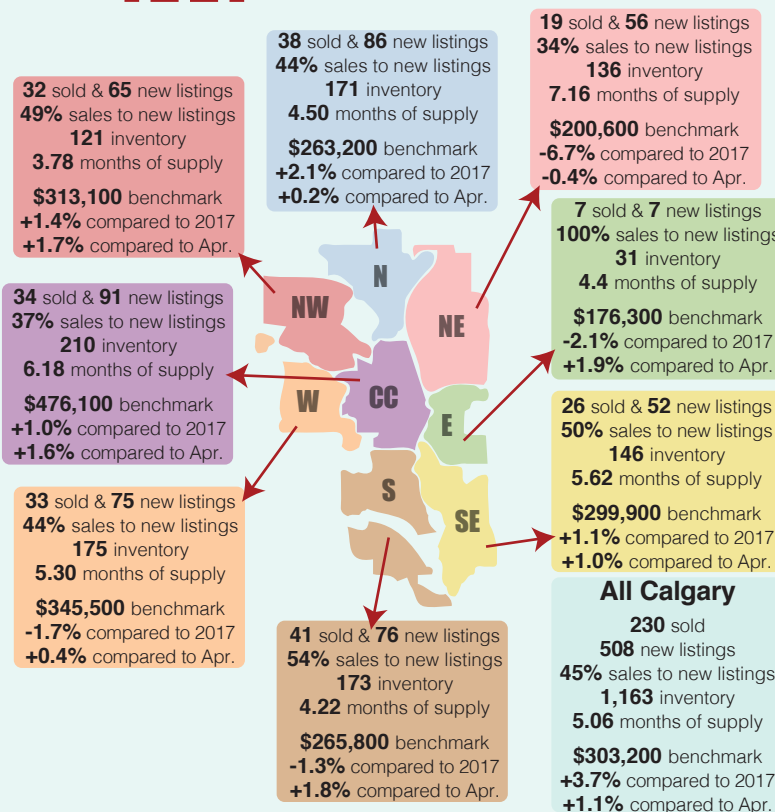 38 sold & 86 new listings
44% sales to new listings
171 inventory
4.50 months of supply
$263,200 benchmark
+2.1% compared to 2017
+0.2% compared to Apr.
19 sold & 56 new listings
34% sales to new listings
136 inventory
7.16 months of supply
$200,600 benchmark
-6.7% compared to 2017
-0.4% compared to Apr.
32 sold & 65 new listings
49% sales to new listings
121 inventory
3.78 months of supply
$313,100 benchmark
+1.4% compared to 2017
+1.7% compared to Apr.
7 sold & 7 new listings
100% sales to new listings
31 inventory
4.4 months of supply
$176,300 benchmark
-2.1% compared to 2017
+1.9% compared to Apr.
N
NW
NE
W
CC
E
S
SE
34 sold & 91 new listings
37% sales to new listings
210 inventory
6.18 months of supply
$476,100 benchmark
+1.0% compared to 2017
+1.6% compared to Apr.
26 sold & 52 new listings
50% sales to new listings
146 inventory
5.62 months of supply
$299,900 benchmark
+1.1% compared to 2017
+1.0% compared to Apr.
33 sold & 75 new listings
44% sales to new listings
175 inventory
5.30 months of supply
$345,500 benchmark
-1.7% compared to 2017
+0.4% compared to Apr.
41 sold & 76 new listings
54% sales to new listings
173 inventory
4.22 months of supply
$265,800 benchmark
-1.3% compared to 2017
+1.8% compared to Apr.
All Calgary
230 sold
508 new listings
45% sales to new listings
1,163 inventory
5.06 months of supply
$303,200 benchmark
+3.7% compared to 2017
+1.1% compared to Apr.